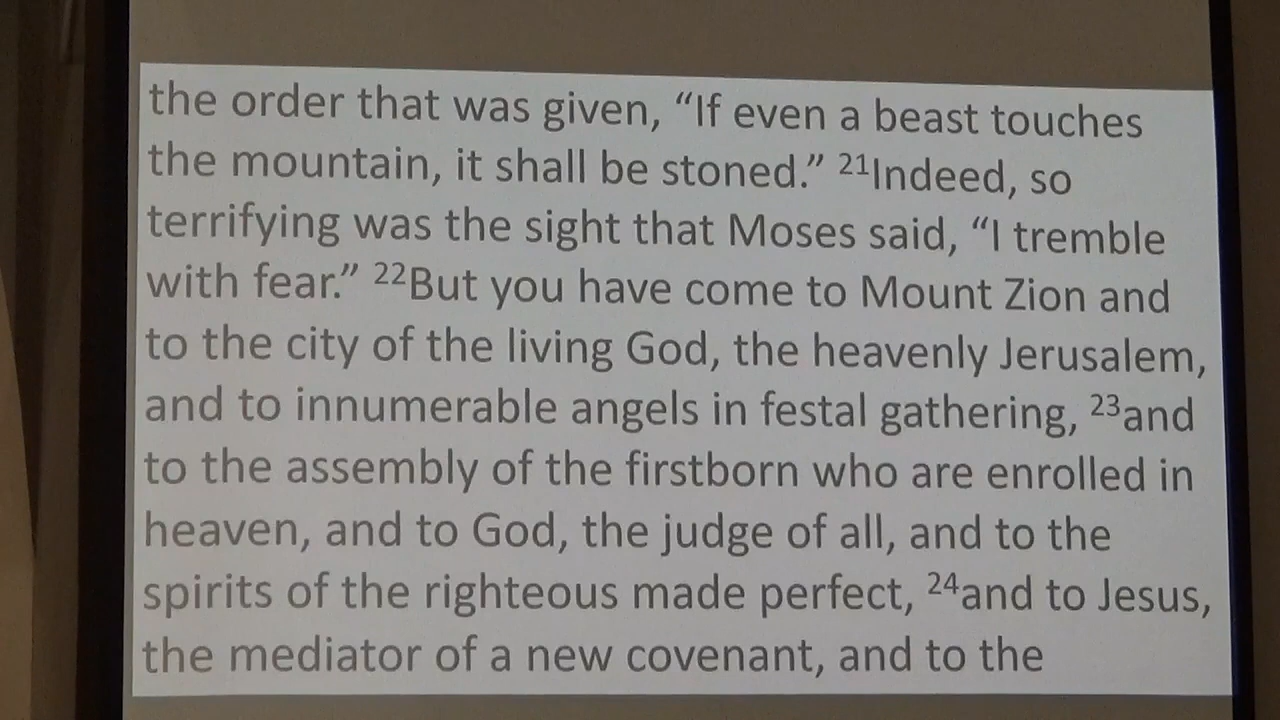 the order that was given, “If even a beast touches
the mountain, it shall be stoned.” 21Indeed, so
terrifying was the sight that Moses said, “I tremble
with fear.” 22But you have come to Mount Zion and
to the city of the living God, the heavenly Jerusalem,
and to innumerable angels in festal gathering, 23and
to the assembly of the firstborn who are enrolled in
heaven, and to God, the judge of all, and to the
spirits of the righteous made perfect, 24and to Jesus,
the mediator of a new covenant, and to the